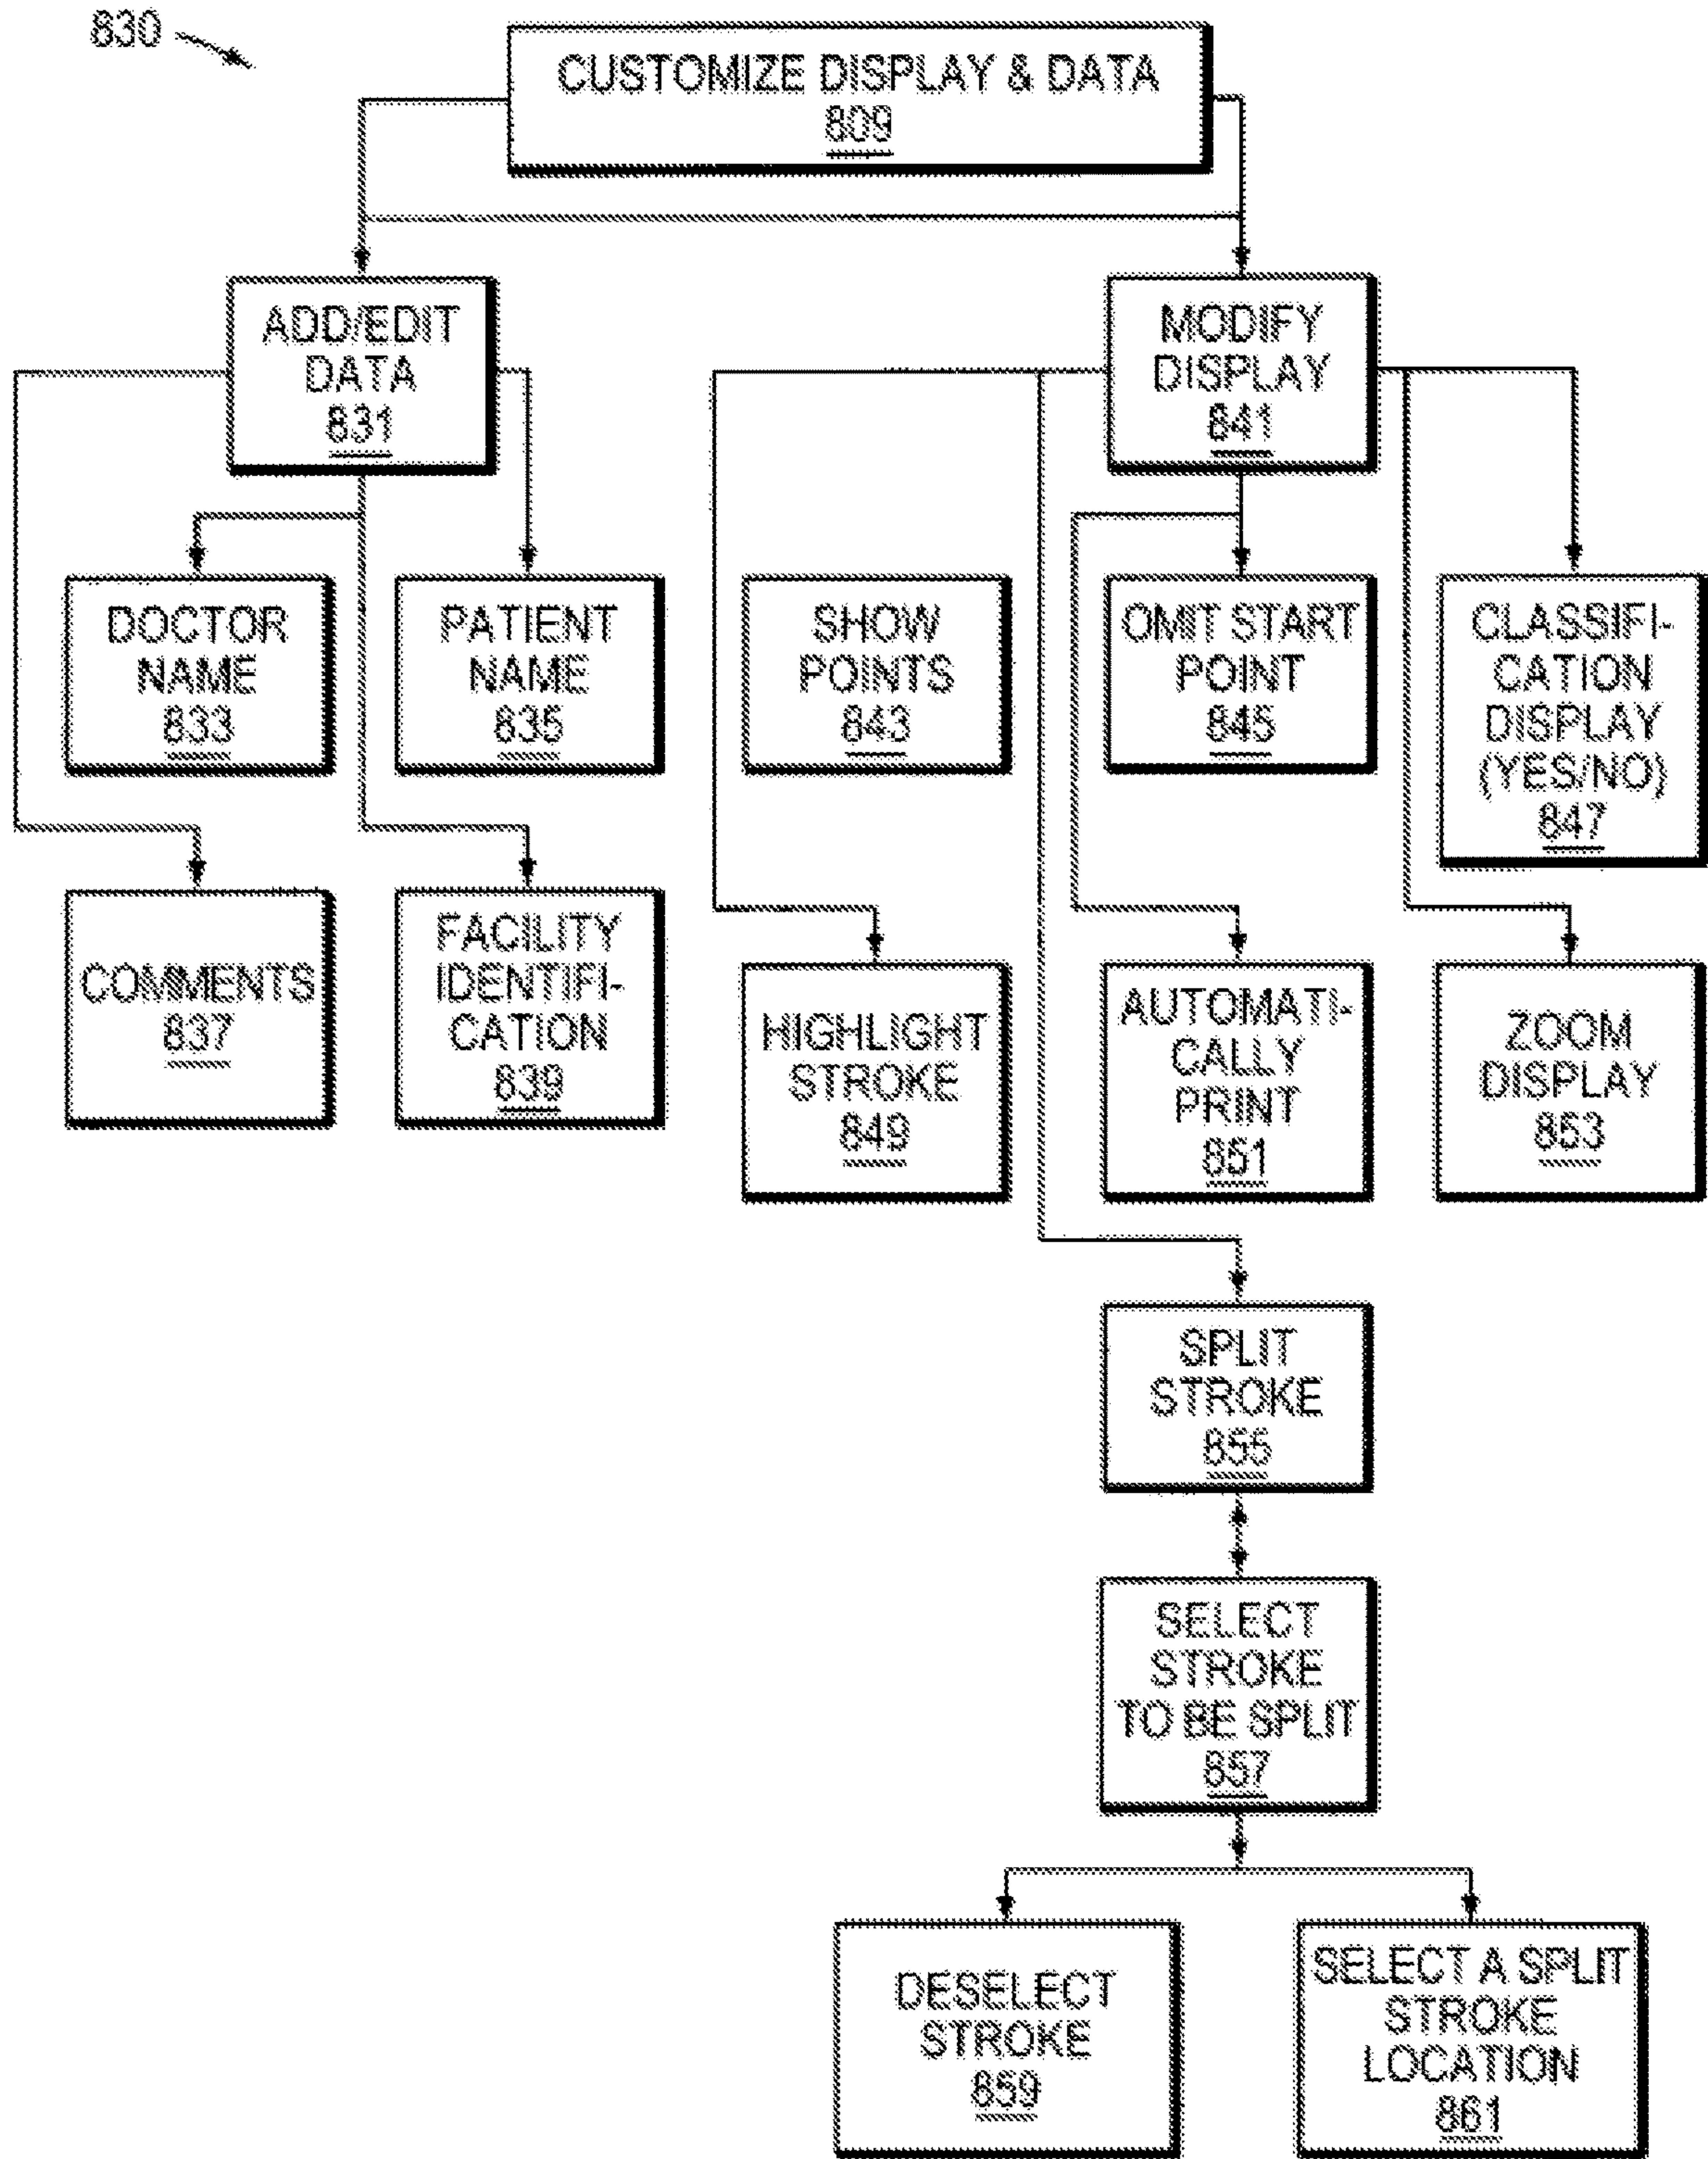 830
CUSTOMIZE DISPLAY & DATA
809
ADD/EDIT
DATA
831
MODIFY
DISPLAY
841
DOCTOR
NAME
833
PATIENT
NAME
835
SHOW
POINTS
843
OMIT START
POINT
845
CLASSIFI-
CATION
DISPLAY
(YES/NO)
847
COMMENTS
837
FACILITY
IDENTIFI-
CATION
839
HIGHLIGHT
STROKE
849
AUTOMATI-
CALLY
PRINT
851
ZOOM
DISPLAY
853
SPLIT
STROKE
855
SELECT
STROKE
TO BE SPLIT
857
DESELECT
STROKE
859
SELECT A SPLIT
STROKE
LOCATION
861